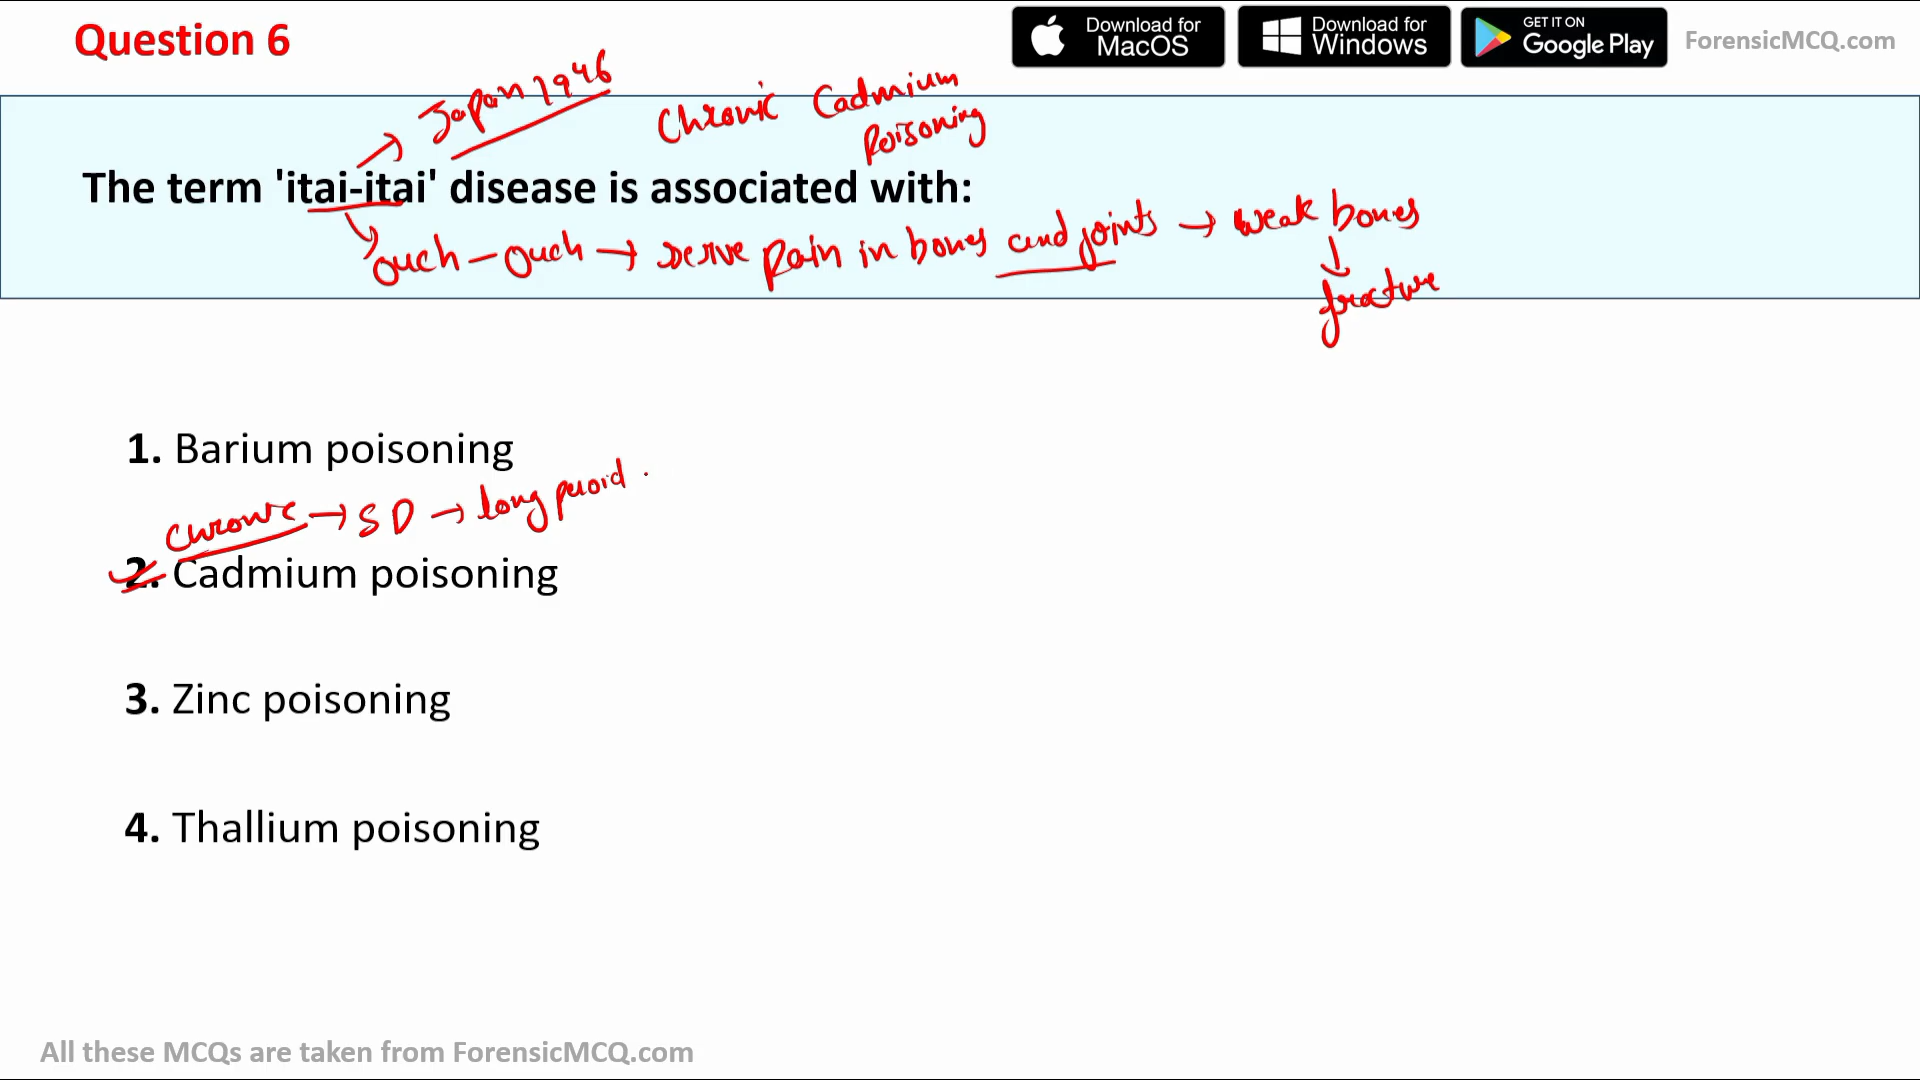 Question 6
Download for MacOS
Download for Windows
GET IT ON Google Play
ForensicMCQ.com
Japan 1946
Chronic Cadmium
Poisoning
The term 'itai-itai' disease is associated with:
ouch - ouch → serve pain in bones and joints → weak bones
↓
fracture
1. Barium poisoning
chronic → SD → long peroid .
2. Cadmium poisoning
3. Zinc poisoning
4. Thallium poisoning
All these MCQs are taken from ForensicMCQ.com